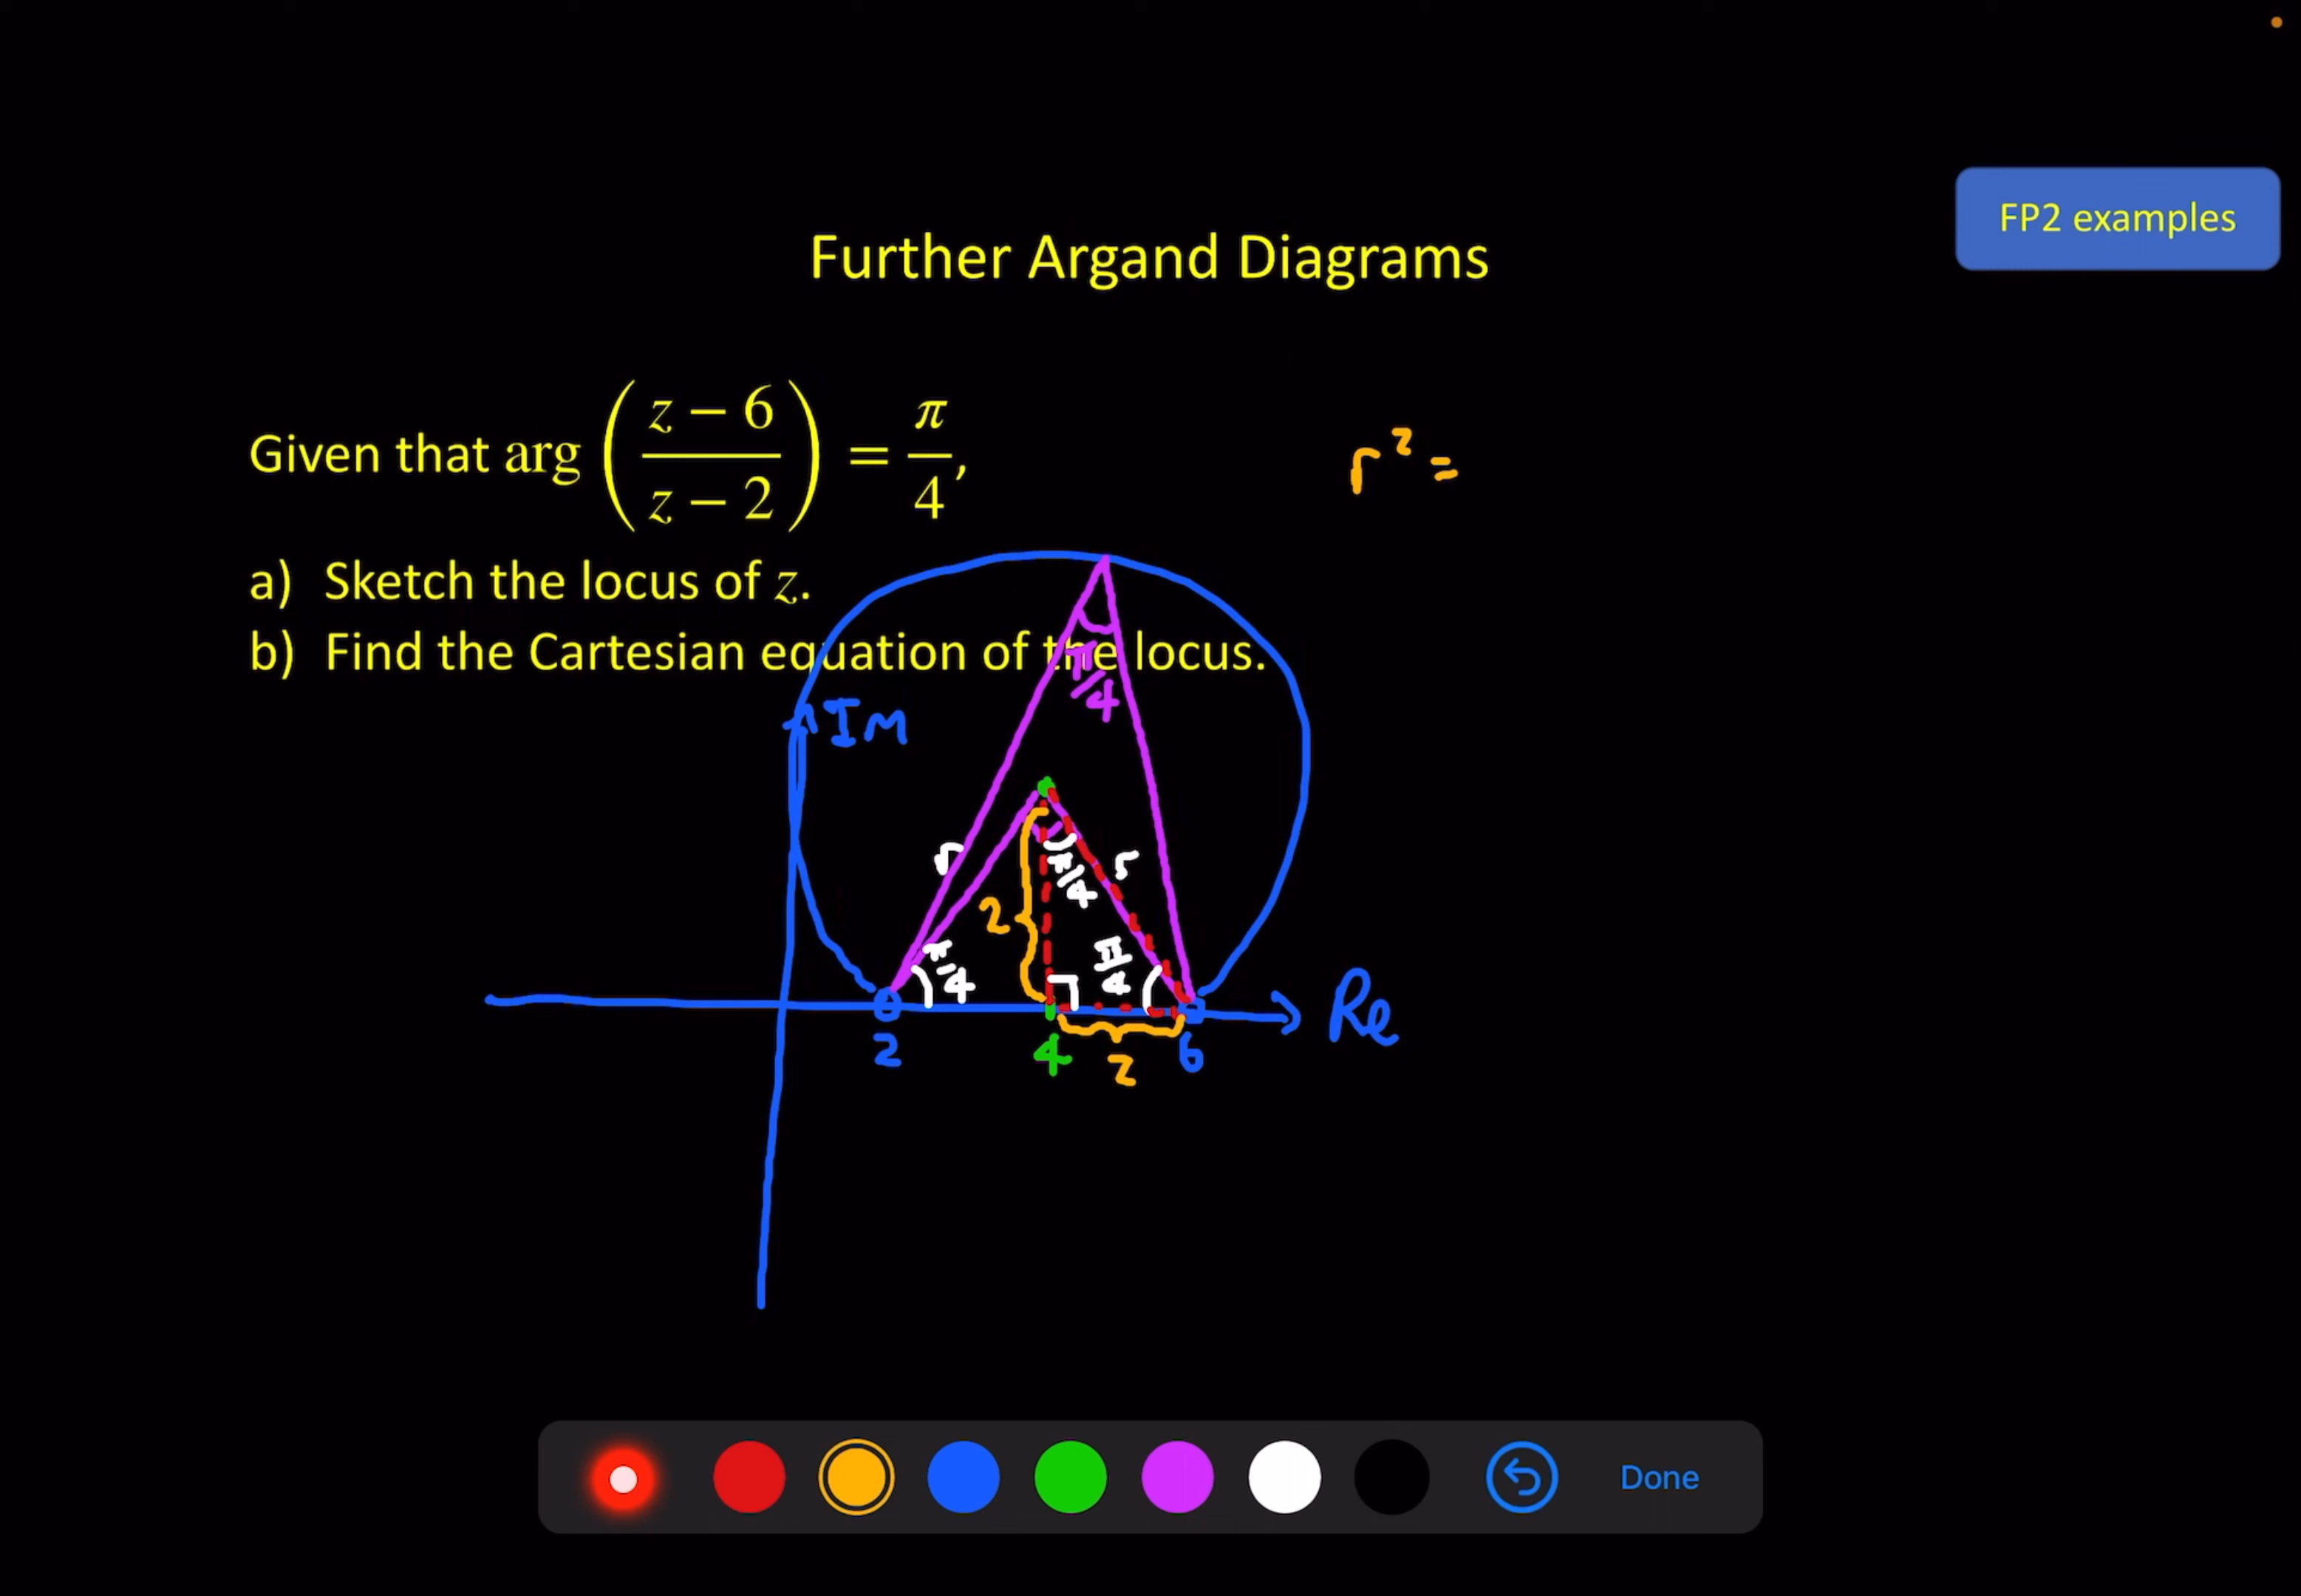 FP2 examples
Further Argand Diagrams
Given that arg((z − 6)/(z − 2)) = π/4,
r² =
a) Sketch the locus of z.
b) Find the Cartesian equation of the locus.
π/4
Im
r
π/4
r
2
π/4
π/4
Re
2
4
2
6
Done